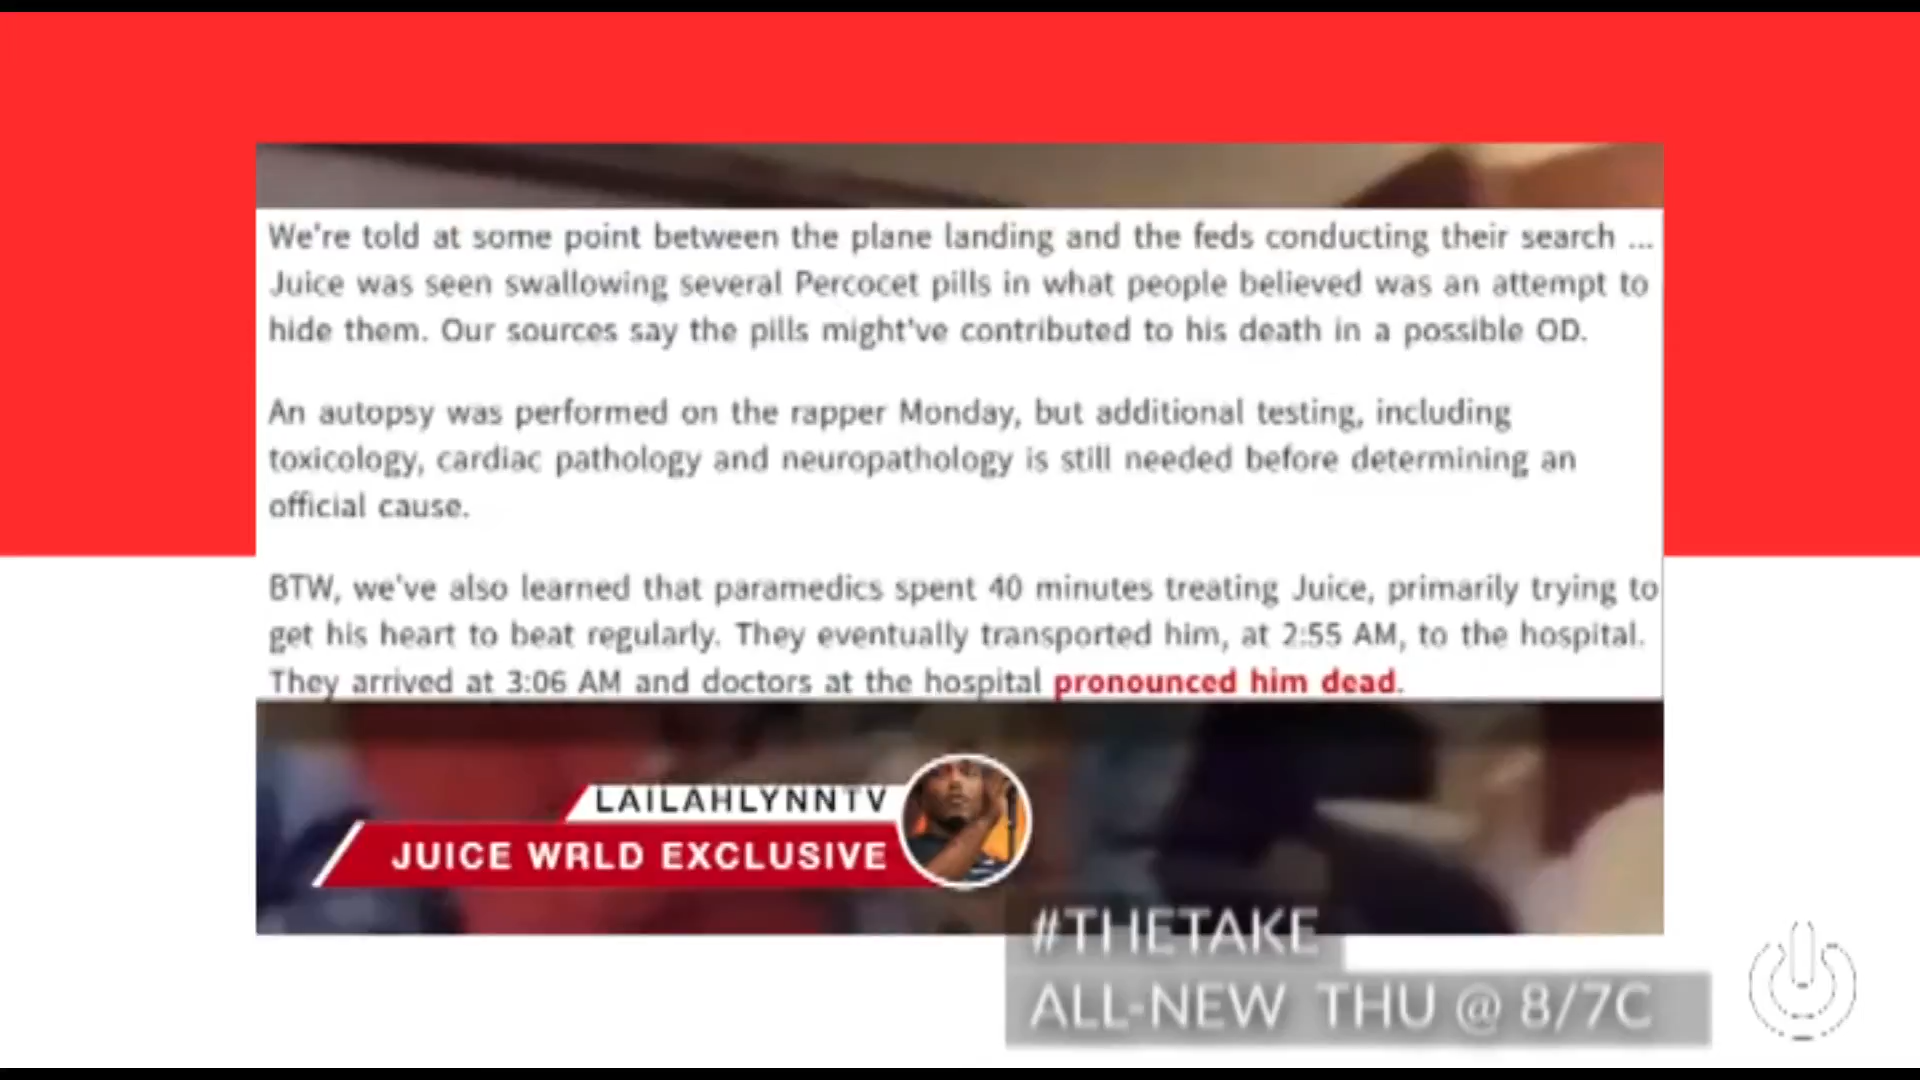 We're told at some point between the plane landing and the feds conducting their search ...
Juice was seen swallowing several Percocet pills in what people believed was an attempt to
hide them. Our sources say the pills might've contributed to his death in a possible OD.
An autopsy was performed on the rapper Monday, but additional testing, including
toxicology, cardiac pathology and neuropathology is still needed before determining an
official cause.
BTW, we've also learned that paramedics spent 40 minutes treating Juice, primarily trying to
get his heart to beat regularly. They eventually transported him, at 2:55 AM, to the hospital.
They arrived at 3:06 AM and doctors at the hospital pronounced him dead.
LAILAHLYNNTV
JUICE WRLD EXCLUSIVE
#THETAKE
ALL-NEW THU @ 8/7C